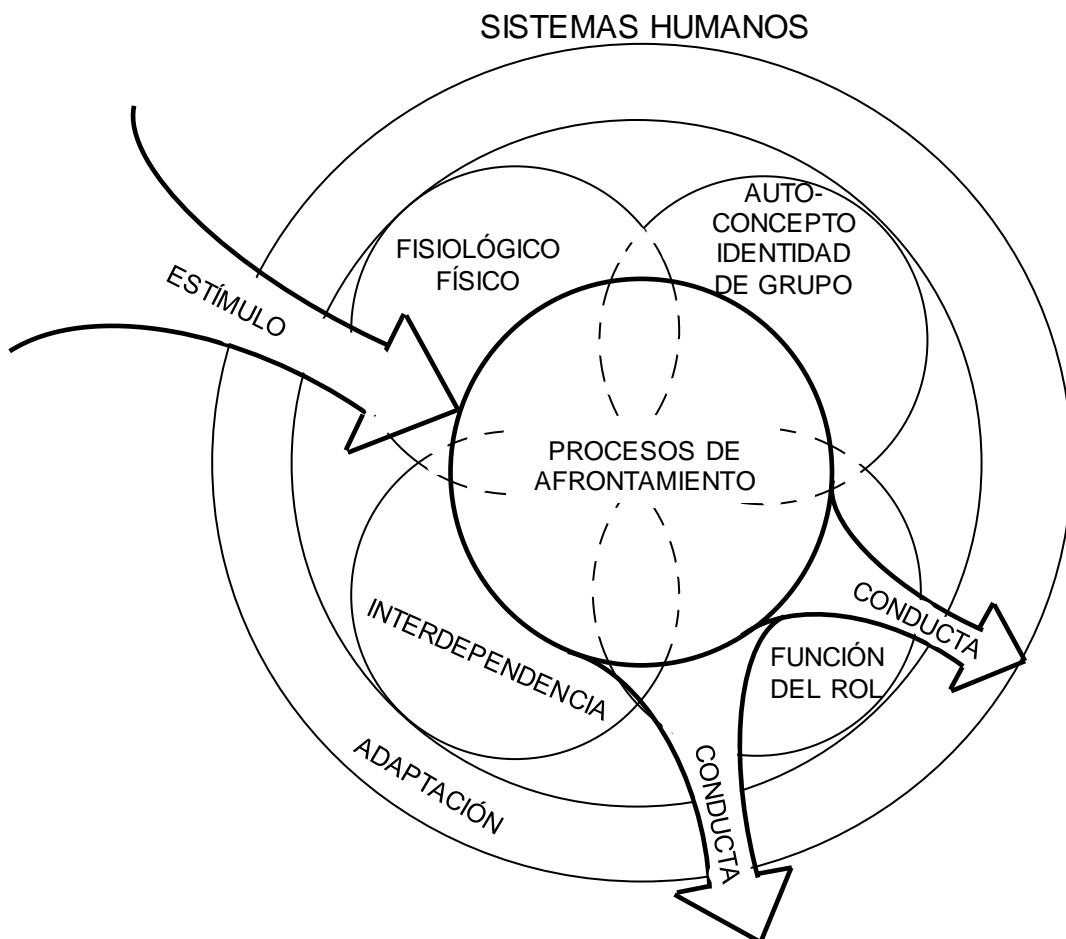 SISTEMAS HUMANOS
AUTO-
CONCEPTO
IDENTIDAD
DE GRUPO
FISIOLÓGICO
FÍSICO
ESTÍMULO
PROCESOS DE
AFRONTAMIENTO
CONDUCTA
INTERDEPENDENCIA
FUNCIÓN
DEL ROL
ADAPTACIÓN
CONDUCTA